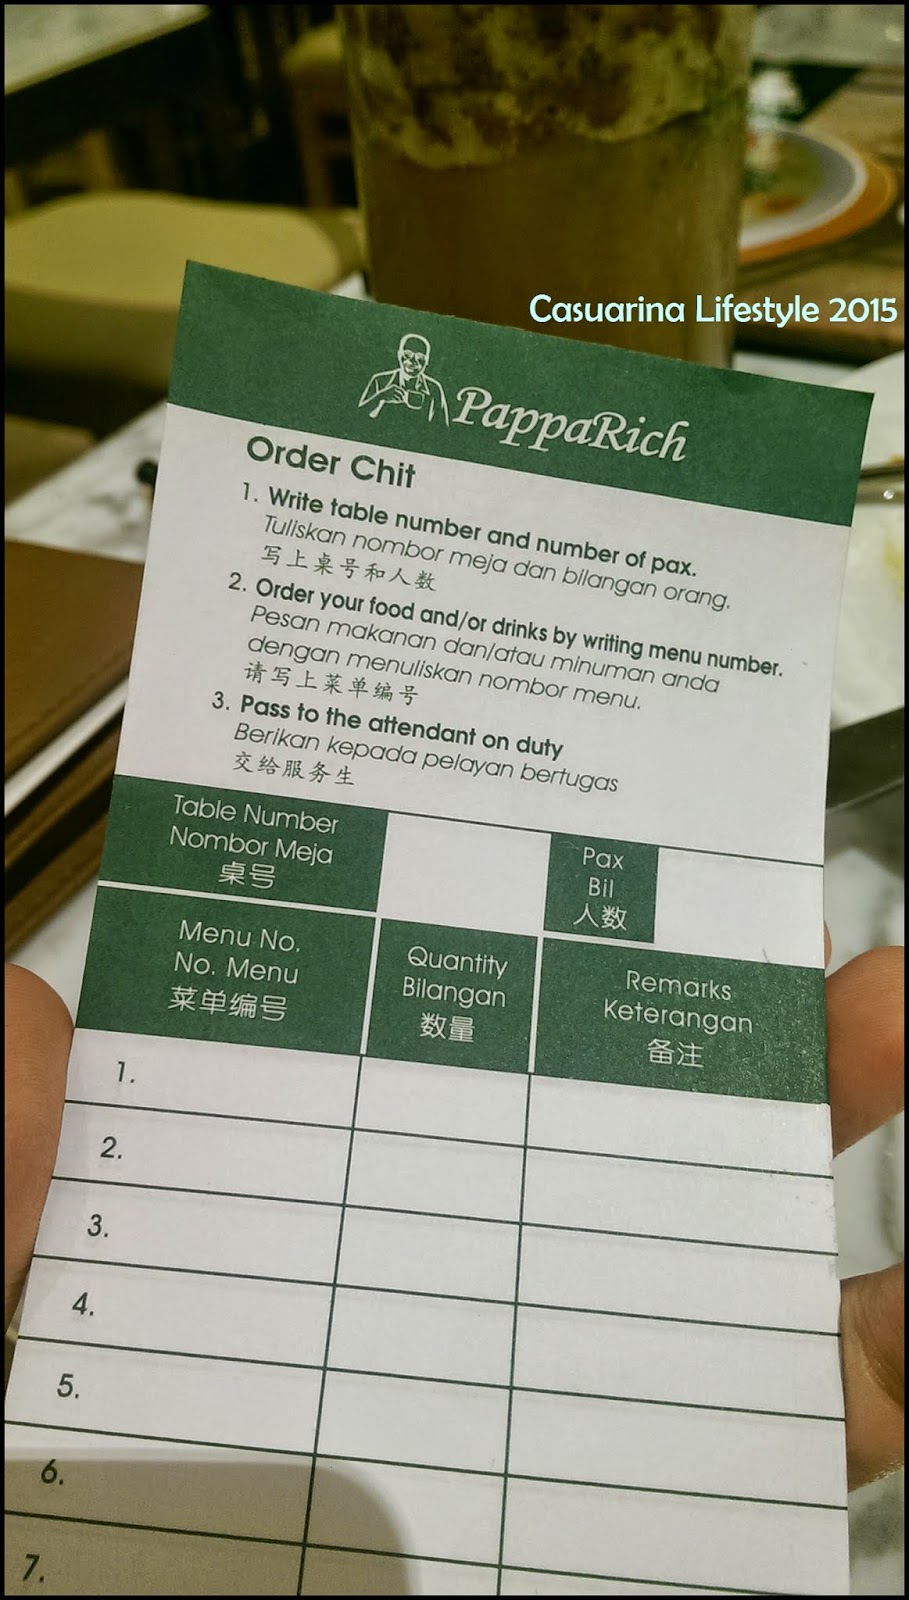 Casuarina Lifestyle 2015
PappaRich
Order Chit
1. Write table number and number of pax.
Tuliskan nombor meja dan bilangan orang.
写上桌号和人数
2. Order your food and/or drinks by writing menu number.
Pesan makanan dan/atau minuman anda
dengan menuliskan nombor menu.
请写上菜单编号
3. Pass to the attendant on duty
Berikan kepada pelayan bertugas
交给服务生
Table Number
Nombor Meja
桌号
Pax
Bil
人数
Menu No.
No. Menu
菜单编号
Quantity
Bilangan
数量
Remarks
Keterangan
备注
1.
2.
3.
4.
5.
6.
7.